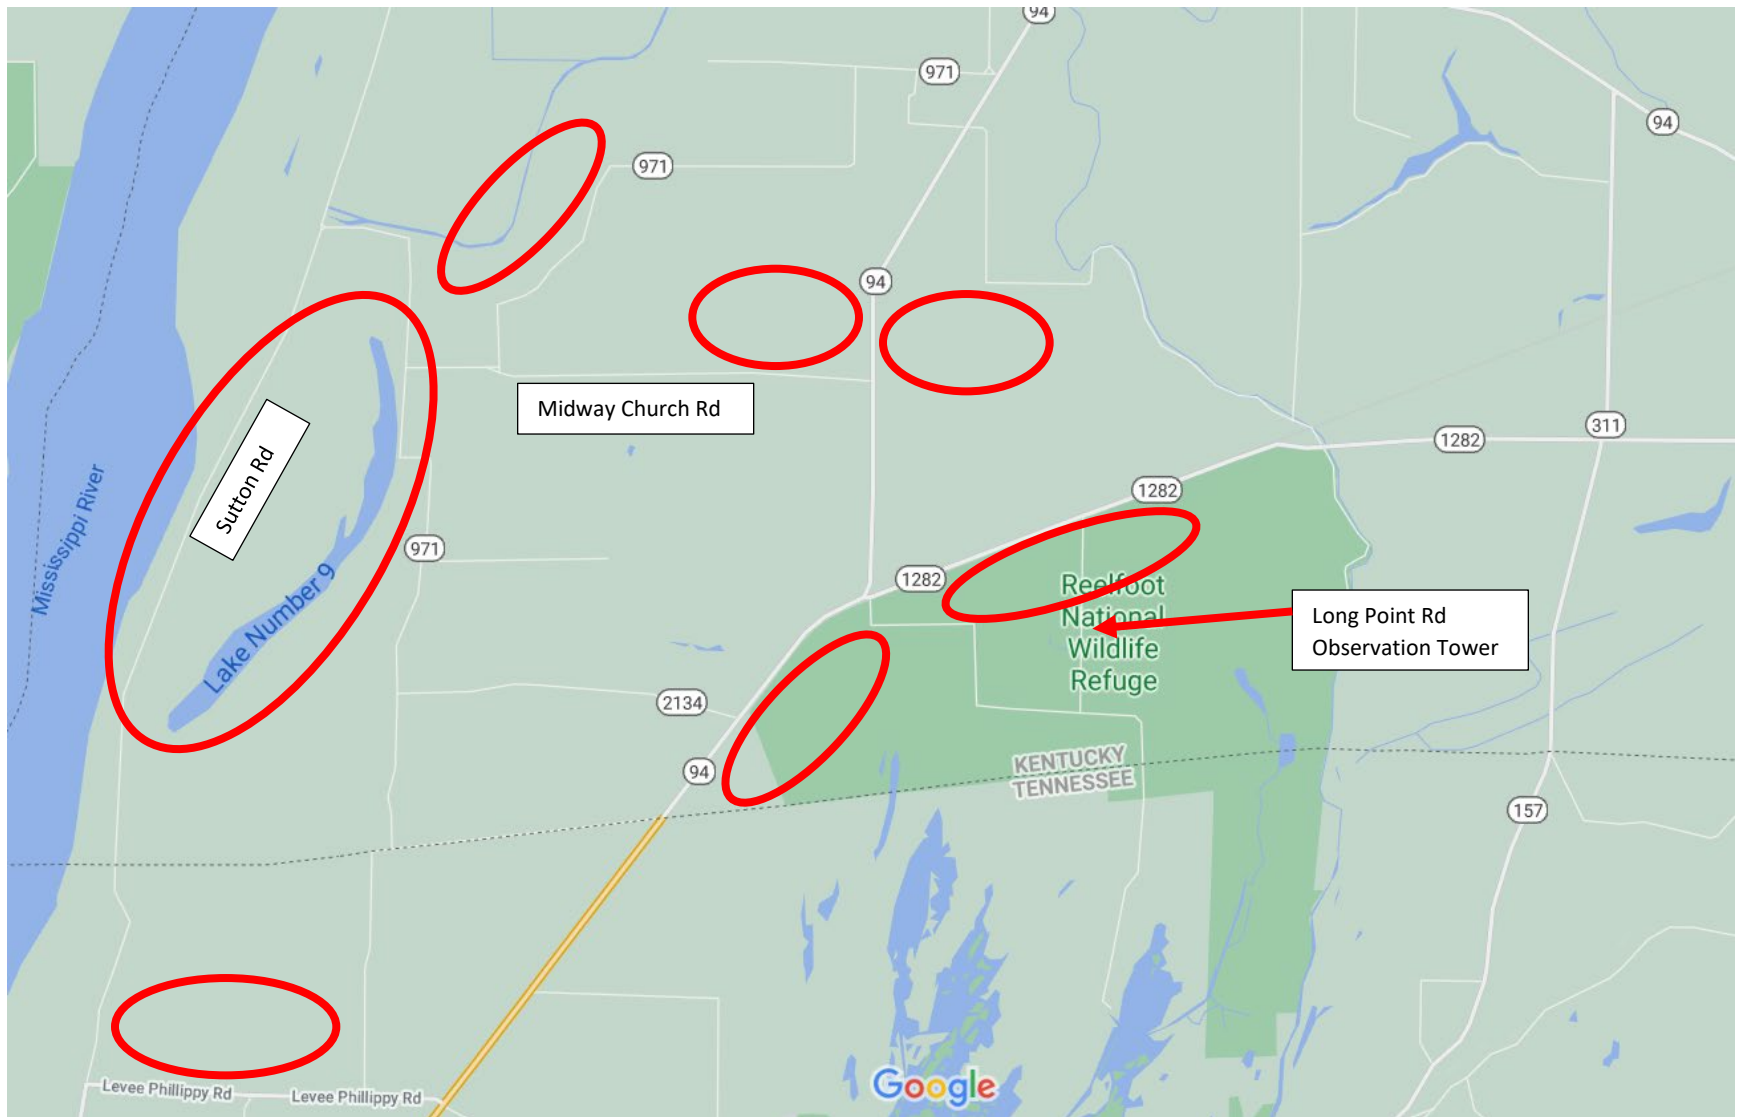 94
971
94
971
94
Midway Church Rd
Sutton Rd
311
1282
1282
Mississippi River
971
1282
Reelfoot
National
Wildlife
Refuge
Long Point Rd
Observation Tower
Lake Number 9
2134
94
KENTUCKY
TENNESSEE
157
Levee Phillippy Rd
Levee Phillippy Rd
Google